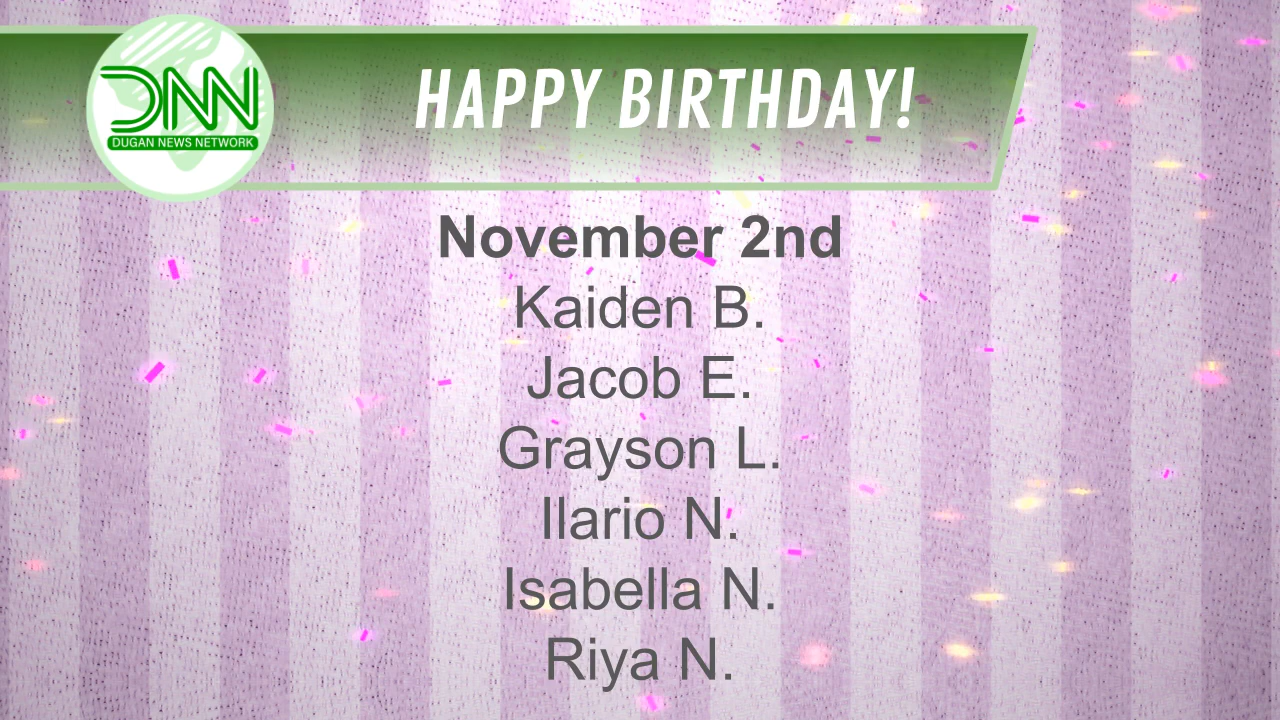 DNN
DUGAN NEWS NETWORK
HAPPY BIRTHDAY!
November 2nd
Kaiden B.
Jacob E.
Grayson L.
Ilario N.
Isabella N.
Riya N.